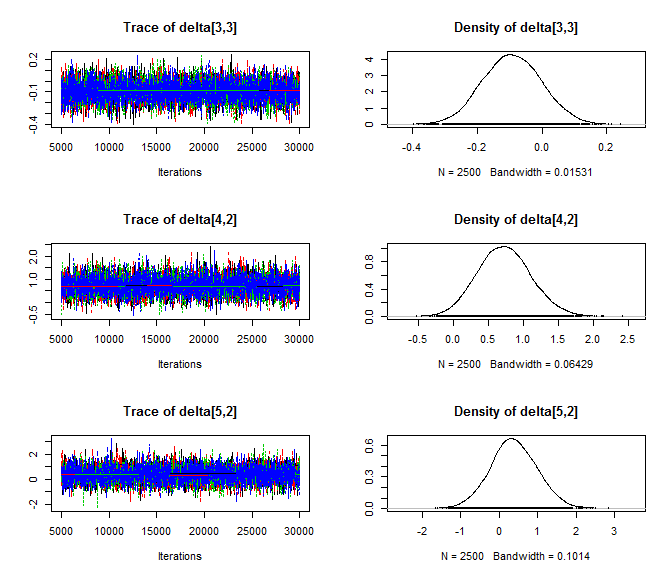 Trace of delta[3,3]
0.2
-0.1
-0.4
5000 10000 15000 20000 25000 30000
Iterations
Density of delta[3,3]
4
3
2
1
0
-0.4 -0.2 0.0 0.2
N = 2500 Bandwidth = 0.01531
Trace of delta[4,2]
2.0
1.0
-0.5
5000 10000 15000 20000 25000 30000
Iterations
Density of delta[4,2]
0.8
0.4
0.0
-0.5 0.0 0.5 1.0 1.5 2.0 2.5
N = 2500 Bandwidth = 0.06429
Trace of delta[5,2]
2
0
-2
5000 10000 15000 20000 25000 30000
Iterations
Density of delta[5,2]
0.6
0.3
0.0
-2 -1 0 1 2 3
N = 2500 Bandwidth = 0.1014